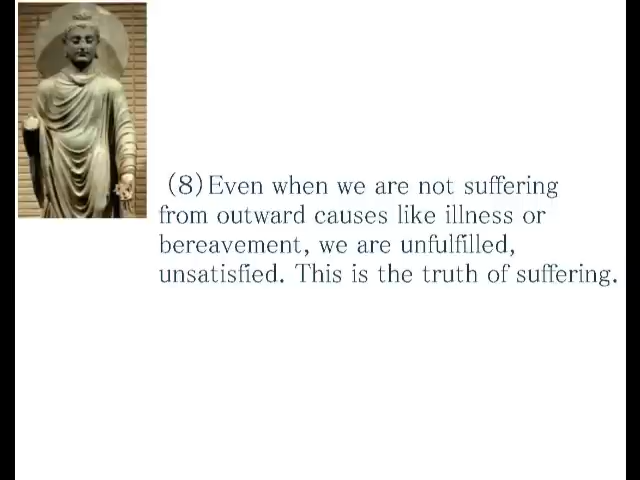 (8)Even when we are not suffering
from outward causes like illness or
bereavement, we are unfulfilled,
unsatisfied. This is the truth of suffering.